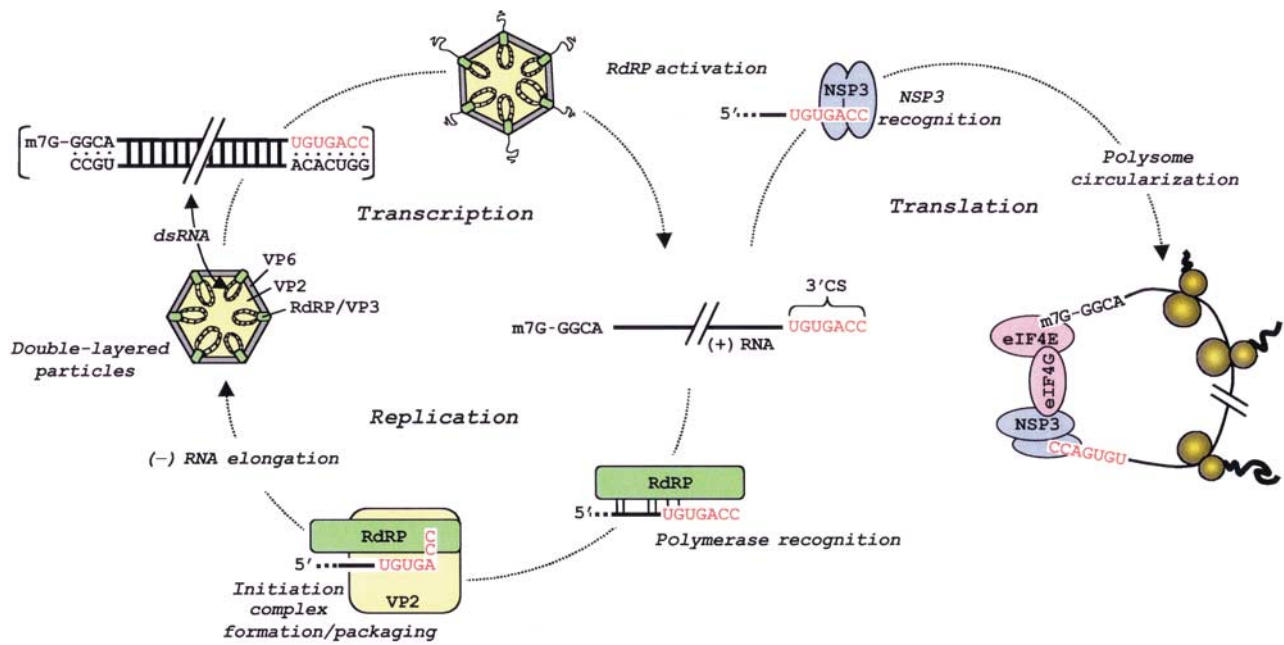 RdRP activation
NSP3
5′ UGUGACC
NSP3
recognition
m7G-GGCA UGUGACC
CCGU ACACUGG
Polysome
circularization
Transcription
Translation
dsRNA
VP6
VP2
RdRP/VP3
Double-layered
particles
3′CS
m7G-GGCA UGUGACC
(+) RNA
m7G-GGCA
eIF4E
eIF4G
NSP3
CCAGUGU
Replication
(−) RNA elongation
RdRP
5′ UGUGACC
Polymerase recognition
RdRP C
C
5′ UGUGA
VP2
Initiation
complex
formation/packaging